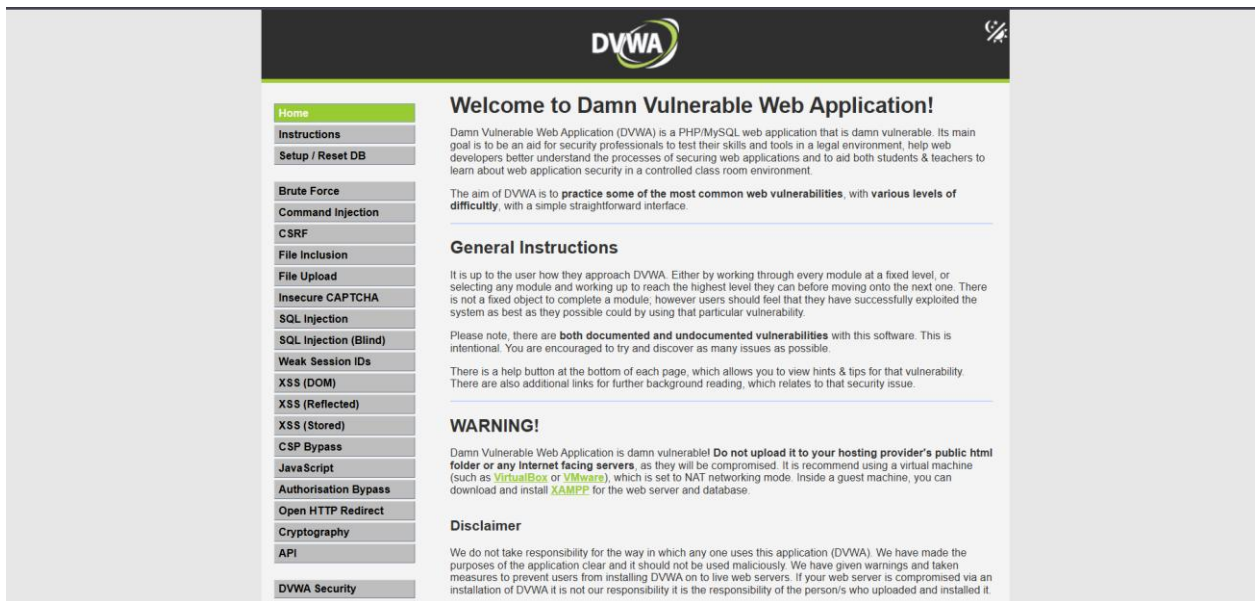 DVWA
Home
Instructions
Setup / Reset DB
Brute Force
Command Injection
CSRF
File Inclusion
File Upload
Insecure CAPTCHA
SQL Injection
SQL Injection (Blind)
Weak Session IDs
XSS (DOM)
XSS (Reflected)
XSS (Stored)
CSP Bypass
JavaScript
Authorisation Bypass
Open HTTP Redirect
Cryptography
API
DVWA Security
Welcome to Damn Vulnerable Web Application!
Damn Vulnerable Web Application (DVWA) is a PHP/MySQL web application that is damn vulnerable. Its main
goal is to be an aid for security professionals to test their skills and tools in a legal environment, help web
developers better understand the processes of securing web applications and to aid both students & teachers to
learn about web application security in a controlled class room environment.
The aim of DVWA is to practice some of the most common web vulnerabilities, with various levels of
difficultly, with a simple straightforward interface.
General Instructions
It is up to the user how they approach DVWA. Either by working through every module at a fixed level, or
selecting any module and working up to reach the highest level they can before moving onto the next one. There
is not a fixed object to complete a module; however users should feel that they have successfully exploited the
system as best as they possible could by using that particular vulnerability.
Please note, there are both documented and undocumented vulnerabilities with this software. This is
intentional. You are encouraged to try and discover as many issues as possible.
There is a help button at the bottom of each page, which allows you to view hints & tips for that vulnerability.
There are also additional links for further background reading, which relates to that security issue.
WARNING!
Damn Vulnerable Web Application is damn vulnerable! Do not upload it to your hosting provider's public html
folder or any Internet facing servers, as they will be compromised. It is recommend using a virtual machine
(such as VirtualBox or VMware), which is set to NAT networking mode. Inside a guest machine, you can
download and install XAMPP for the web server and database.
Disclaimer
We do not take responsibility for the way in which any one uses this application (DVWA). We have made the
purposes of the application clear and it should not be used maliciously. We have given warnings and taken
measures to prevent users from installing DVWA on to live web servers. If your web server is compromised via an
installation of DVWA it is not our responsibility it is the responsibility of the person/s who uploaded and installed it.